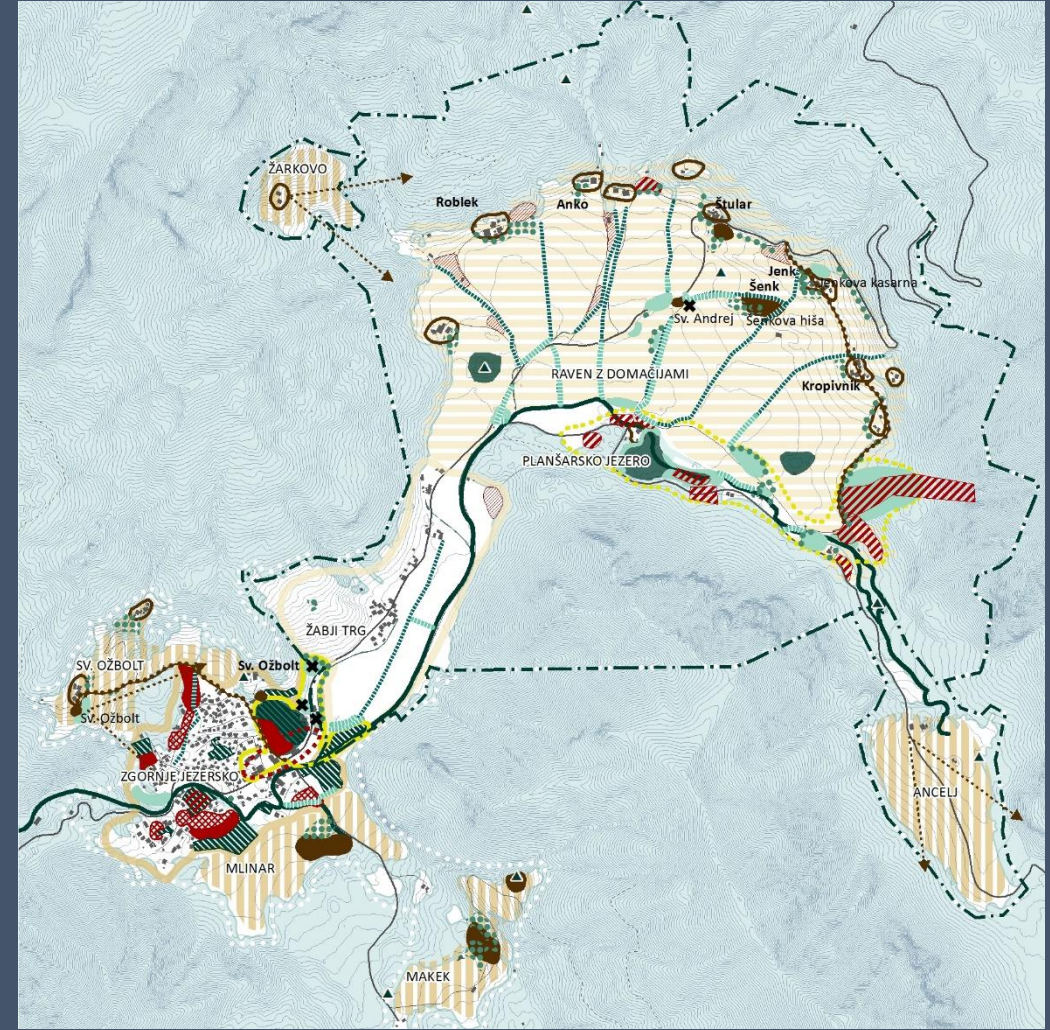 ŽARKOVO
Roblek
Anko
Štular
Jenk
Jenkova kasarna
Šenk
Sv. Andrej
Šenkova hiša
RAVEN Z DOMAČIJAMI
Kropivnik
PLANŠARSKO JEZERO
ŽABJI TRG
SV. OŽBOLT
Sv. Ožbolt
Sv. Ožbolt
ZGORNJE JEZERSKO
ANCELJ
MLINAR
MAKEK